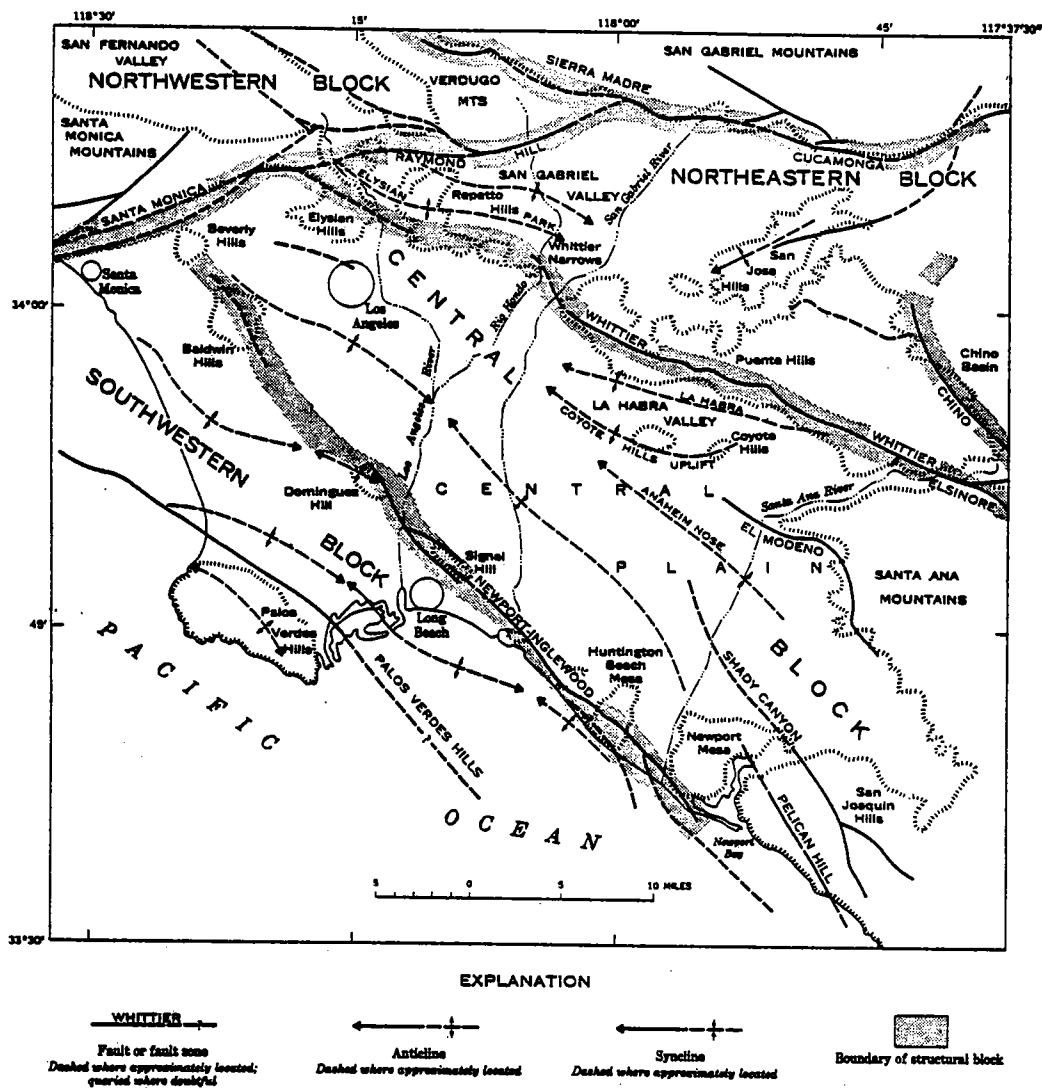 118°30'
15'
118°00'
45'
117°37'30"
SAN FERNANDO
VALLEY
NORTHWESTERN
BLOCK
VERDUGO
MTS
SIERRA MADRE
SAN GABRIEL MOUNTAINS
SANTA
MONICA
MOUNTAINS
SANTA MONICA
RAYMOND
HILL
CUCAMONGA
ELYSIAN
PARK
SAN GABRIEL
VALLEY
San Gabriel River
NORTHEASTERN
BLOCK
Repetto
Hills
Elysian
Hills
Beverly
Hills
Santa
Monica
Whittier
Narrows
San
Jose
Hills
CENTRAL
Los
Angeles
Rio Hondo
34°00'
Baldwin
Hills
Los Angeles River
WHITTIER
Puente Hills
Chino
Basin
CHINO
SOUTHWESTERN
BLOCK
LA HABRA
LA HABRA
VALLEY
COYOTE
HILLS
UPLIFT
Coyote
Hills
WHITTIER
ELSINORE
Dominguez
Hill
CENTRAL
PLAIN
ANAHEIM NOSE
Santa Ana River
EL MODENO
SANTA ANA
MOUNTAINS
Signal
Hill
NEWPORT-INGLEWOOD
Long
Beach
45'
Palos
Verdes
Hills
PALOS VERDES HILLS
Huntington
Beach
Mesa
SHADY CANYON
BLOCK
Newport
Mesa
PELICAN HILL
San
Joaquin
Hills
Newport
Bay
PACIFIC
OCEAN
5 0 5 10 MILES
33°30'
EXPLANATION
WHITTIER
Fault or fault zone
Dashed where approximately located;
queried where doubtful
Anticline
Dashed where approximately located
Syncline
Dashed where approximately located
Boundary of structural block